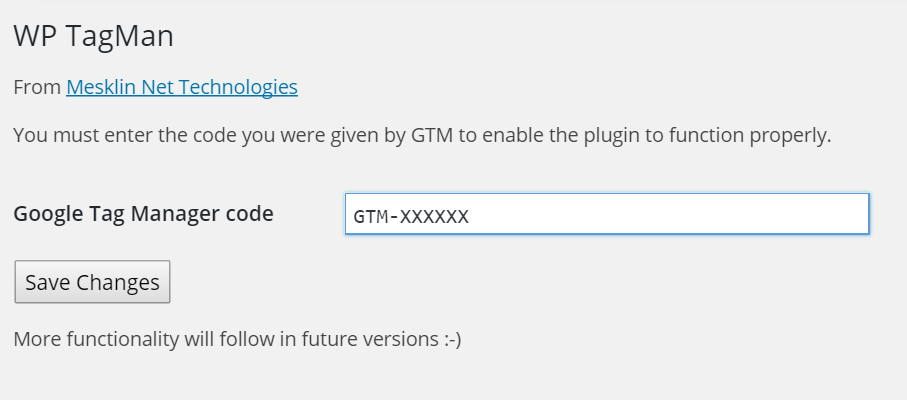 WP TagMan
From Mesklin Net Technologies
You must enter the code you were given by GTM to enable the plugin to function properly.
Google Tag Manager code GTM-XXXXXX
Save Changes
More functionality will follow in future versions :-)